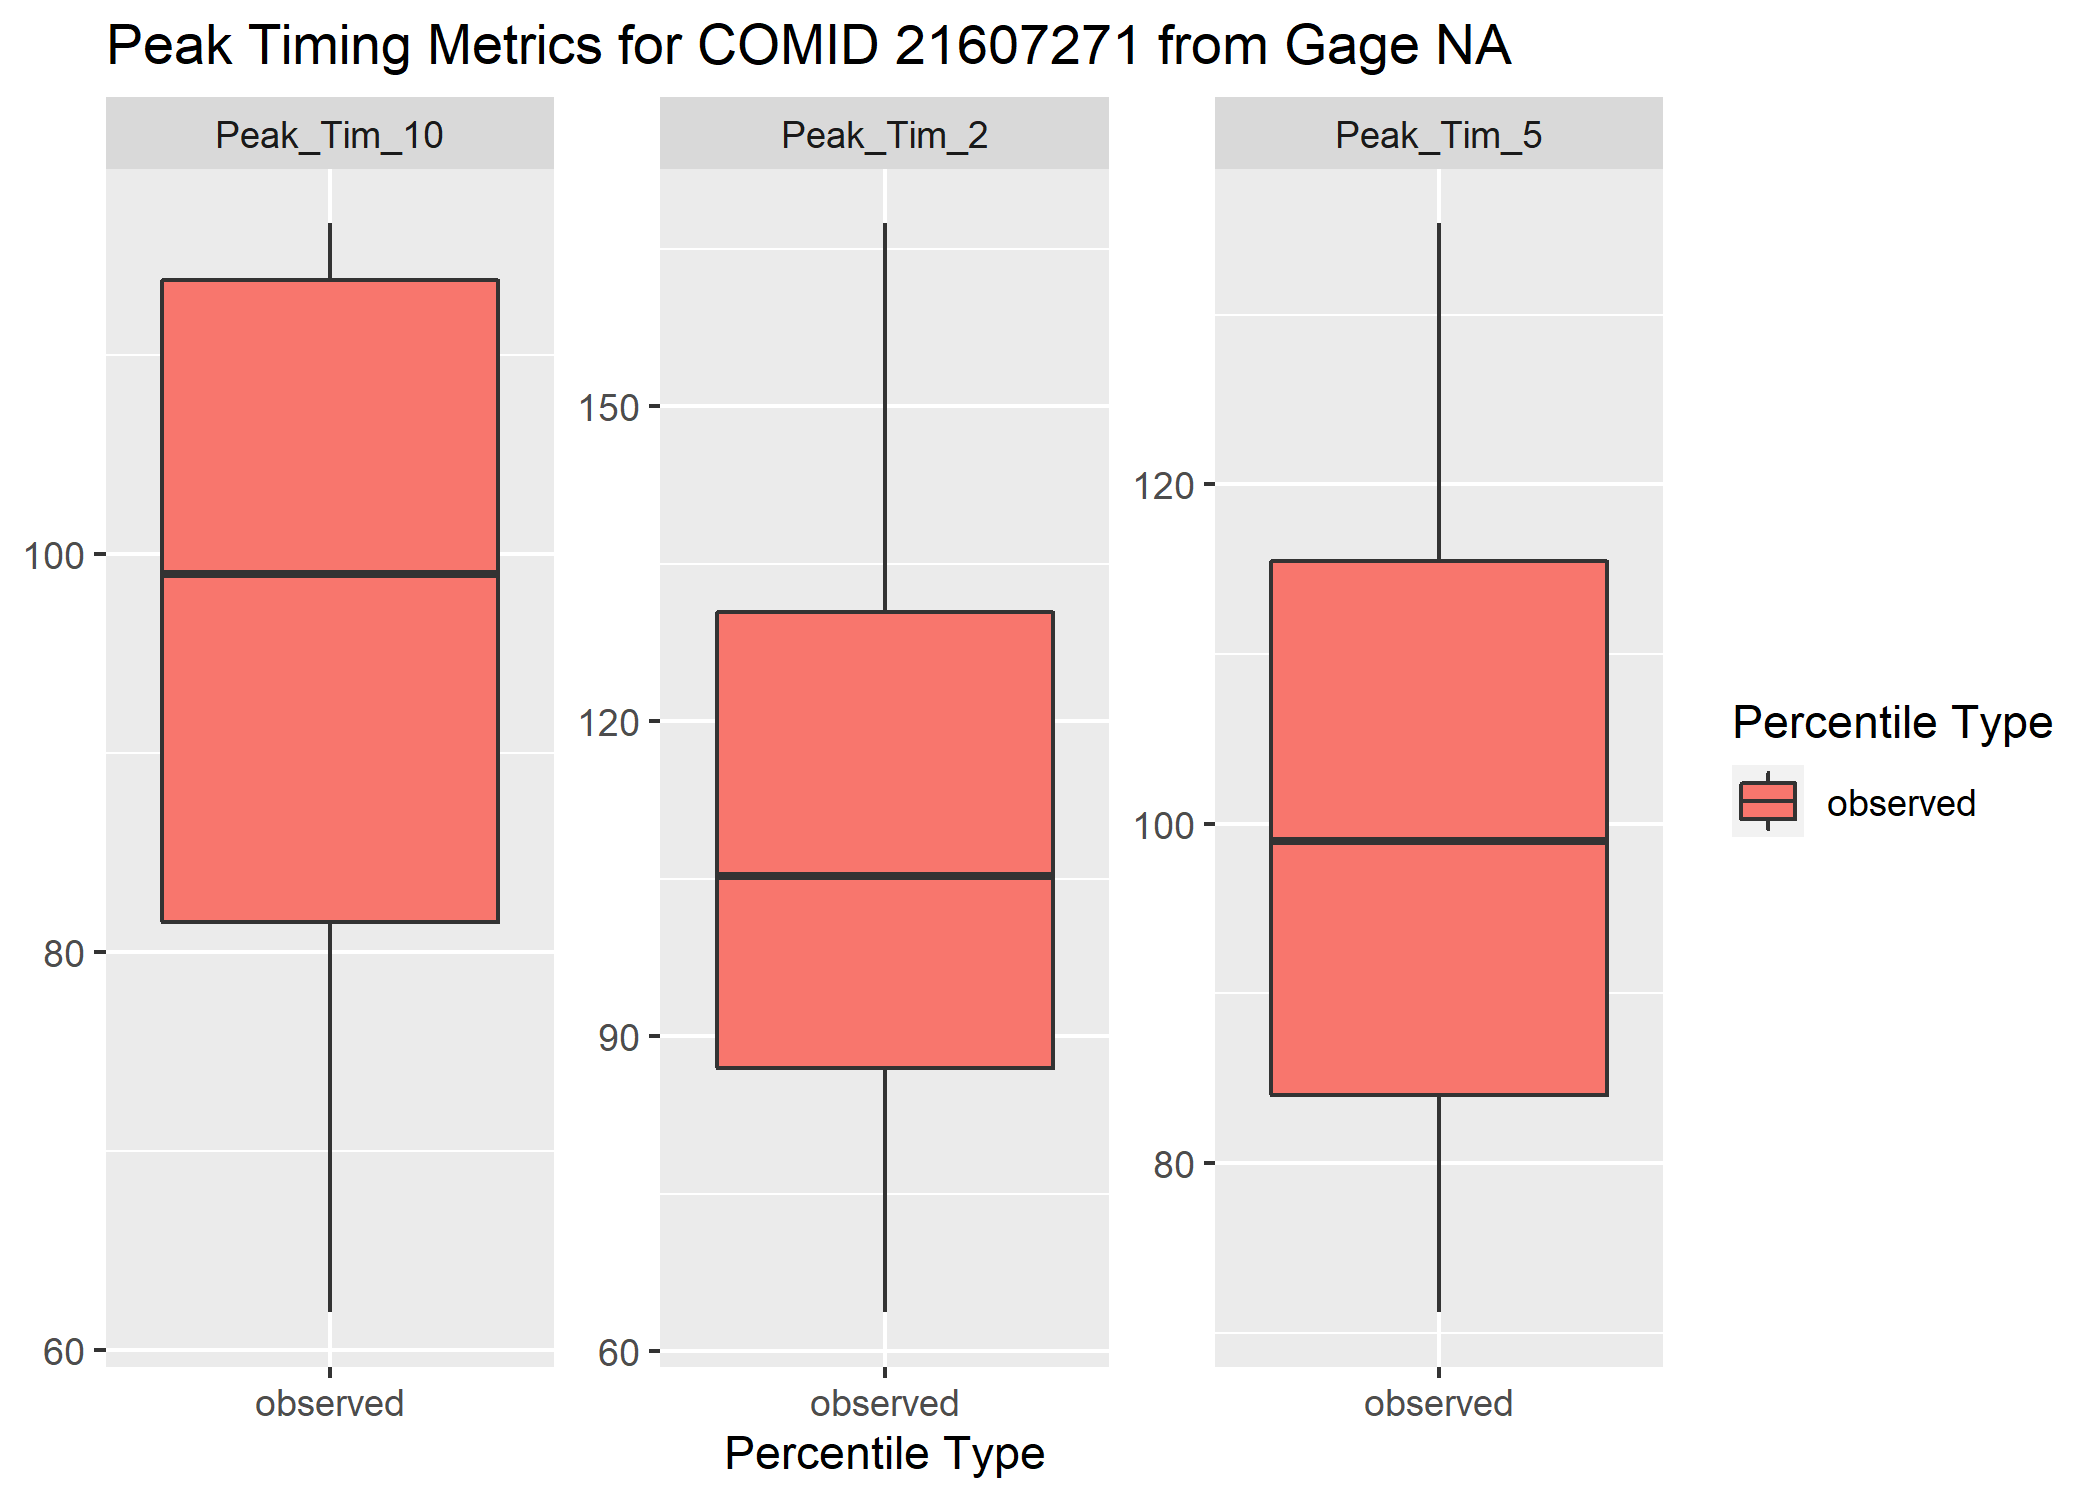 Peak Timing Metrics for COMID 21607271 from Gage NA
Peak_Tim_10
Peak_Tim_2
Peak_Tim_5
100
80
60
150
120
90
60
120
100
80
observed
observed
observed
Percentile Type
Percentile Type
observed